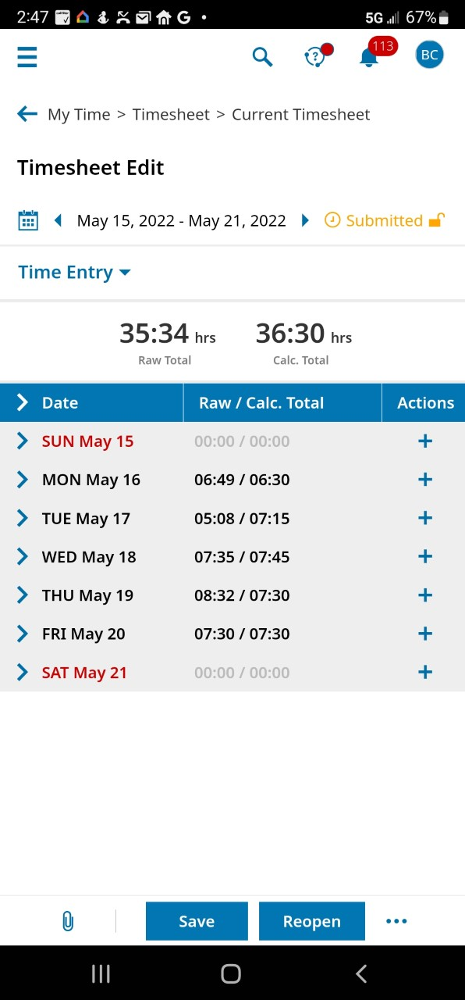 2:47 G • 5G 67%
? 113 BC
My Time > Timesheet > Current Timesheet
Timesheet Edit
May 15, 2022 - May 21, 2022 Submitted
Time Entry
35:34 hrs 36:30 hrs
Raw Total Calc. Total
Date Raw / Calc. Total Actions
SUN May 15 00:00 / 00:00 +
MON May 16 06:49 / 06:30 +
TUE May 17 05:08 / 07:15 +
WED May 18 07:35 / 07:45 +
THU May 19 08:32 / 07:30 +
FRI May 20 07:30 / 07:30 +
SAT May 21 00:00 / 00:00 +
Save Reopen •••